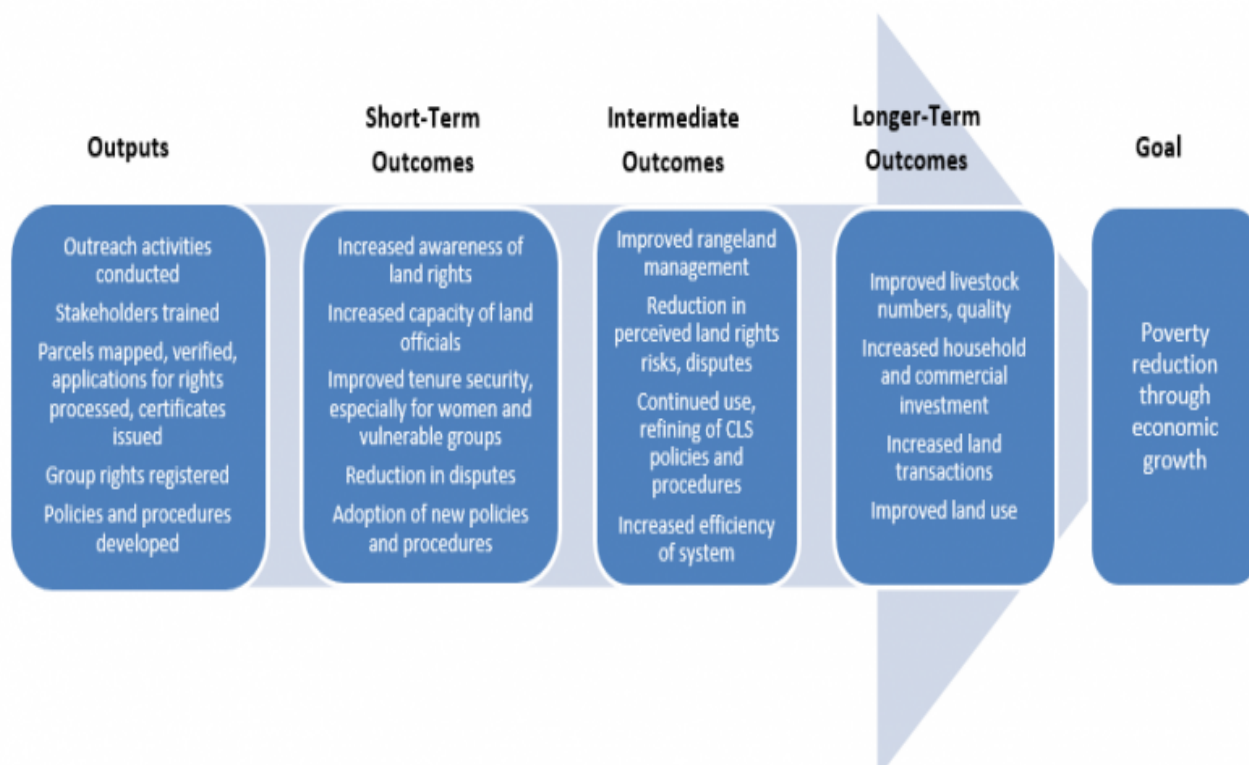 Outputs
Outreach activities
conducted
Stakeholders trained
Parcels mapped, verified,
applications for rights
processed, certificates
issued
Group rights registered
Policies and procedures
developed
Short-Term
Outcomes
Increased awareness of
land rights
Increased capacity of land
officials
Improved tenure security,
especially for women and
vulnerable groups
Reduction in disputes
Adoption of new policies
and procedures
Intermediate
Outcomes
Improved rangeland
management
Reduction in
perceived land rights
risks, disputes
Continued use,
refining of CLS
policies and
procedures
Increased efficiency
of system
Longer-Term
Outcomes
Improved livestock
numbers, quality
Increased household
and commercial
investment
Increased land
transactions
Improved land use
Goal
Poverty
reduction
through
economic
growth